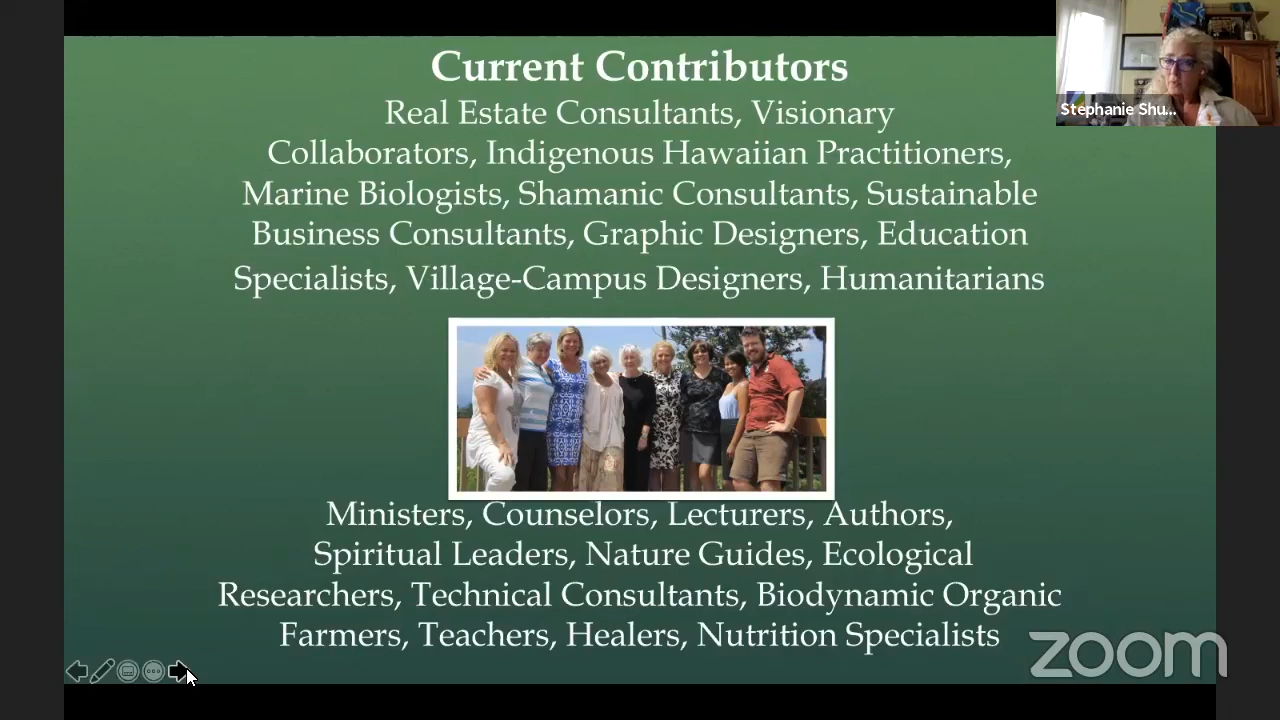 Current Contributors
Real Estate Consultants, Visionary
Collaborators, Indigenous Hawaiian Practitioners,
Marine Biologists, Shamanic Consultants, Sustainable
Business Consultants, Graphic Designers, Education
Specialists, Village-Campus Designers, Humanitarians
Stephanie Shu...
Ministers, Counselors, Lecturers, Authors,
Spiritual Leaders, Nature Guides, Ecological
Researchers, Technical Consultants, Biodynamic Organic
Farmers, Teachers, Healers, Nutrition Specialists
zoom